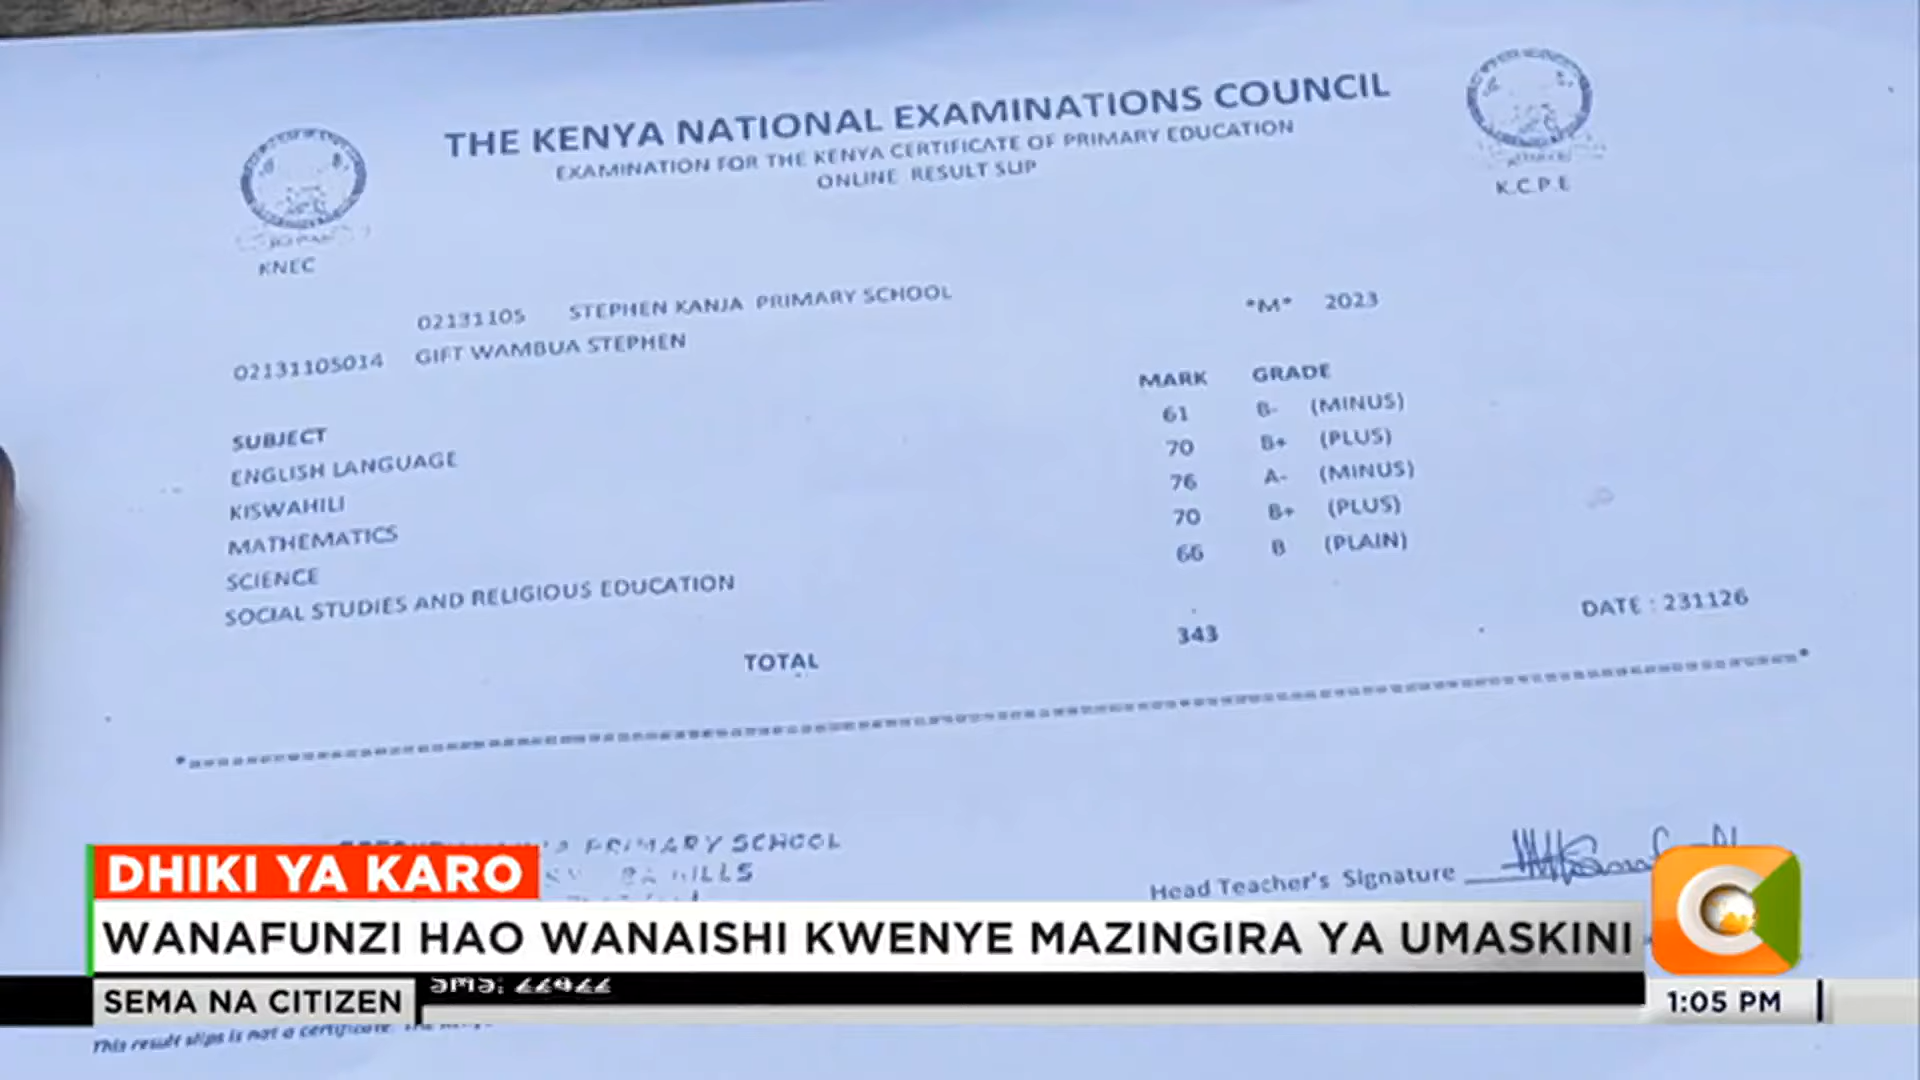 THE KENYA NATIONAL EXAMINATIONS COUNCIL
EXAMINATION FOR THE KENYA CERTIFICATE OF PRIMARY EDUCATION
ONLINE RESULT SLIP
KNEC
K.C.P.E
02131105 STEPHEN KANJA PRIMARY SCHOOL *M* 2023
02131105014 GIFT WAMBUA STEPHEN
MARK GRADE
SUBJECT
61 B- (MINUS)
ENGLISH LANGUAGE
70 B+ (PLUS)
KISWAHILI
76 A- (MINUS)
MATHEMATICS
70 B+ (PLUS)
SCIENCE
66 B (PLAIN)
SOCIAL STUDIES AND RELIGIOUS EDUCATION
DATE : 231126
TOTAL 343
PRIMARY SCHOOL
HILLS
Head Teacher's Signature
DHIKI YA KARO
WANAFUNZI HAO WANAISHI KWENYE MAZINGIRA YA UMASKINI
SEMA NA CITIZEN
1:05 PM
This result slips is not a certificate.